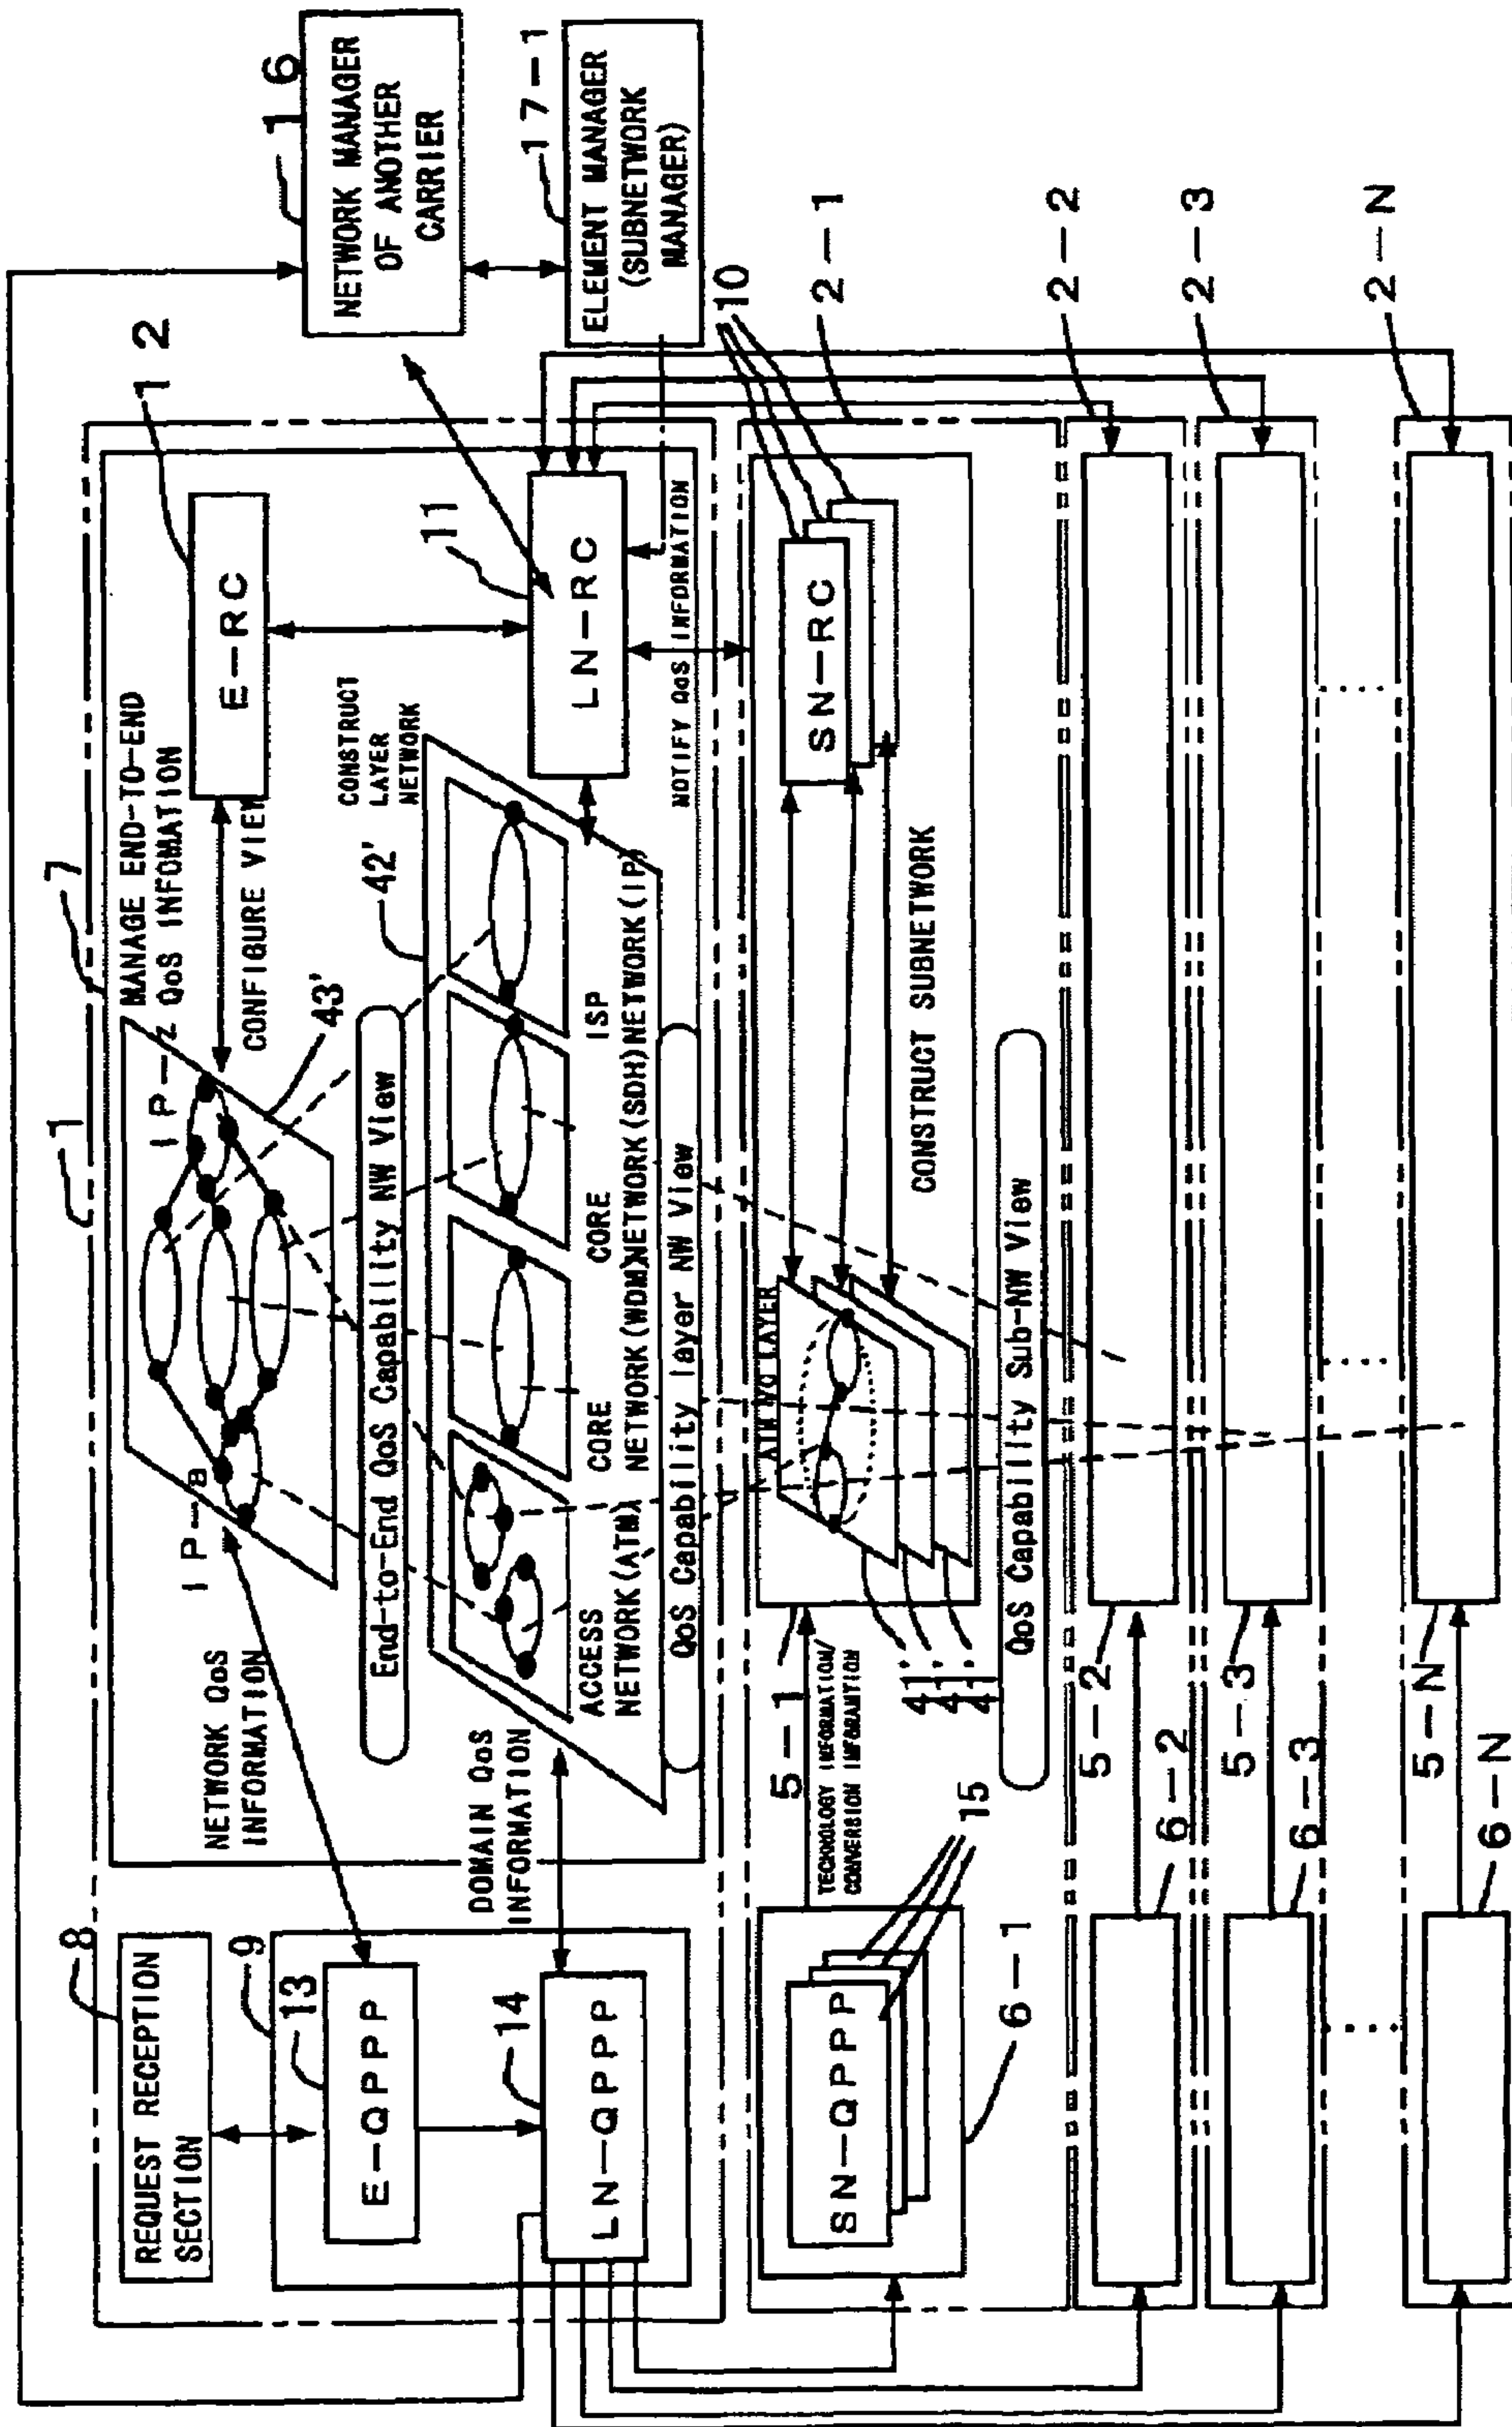 1
7
8
REQUEST RECEPTION
SECTION
9
13
E-QPPP
14
LN-QPPP
NETWORK QoS
INFORMATION
DOMAIN QoS
INFORMATION
IP-a
IP-z
MANAGE END-TO-END
QoS INFOMATION
CONFIGURE VIEW
43'
End-to-End QoS Capability NW View
12
E-RC
CONSTRUCT
LAYER
NETWORK
42'
11
LN-RC
ACCESS
NETWORK(ATM)
CORE
NETWORK(WDM)
CORE
NETWORK(SDH)
ISP
NETWORK(IP)
QoS Capability layer NW View
NOTIFY QoS INFORMATION
16
NETWORK MANAGER
OF ANOTHER
CARRIER
17-1
ELEMENT MANAGER
(SUBNETWORK
MANAGER)
SN-QPPP
15
6-1
TECHNOLOGY INFORMATION/
CONVERSION INFORAMTION
5-1
ATM VC LAYER
41'
41'
41'
SN-RC
10
2-1
CONSTRUCT SUBNETWORK
QoS Capability Sub-NW View
6-2
5-2
2-2
6-3
5-3
2-3
6-N
5-N
2-N